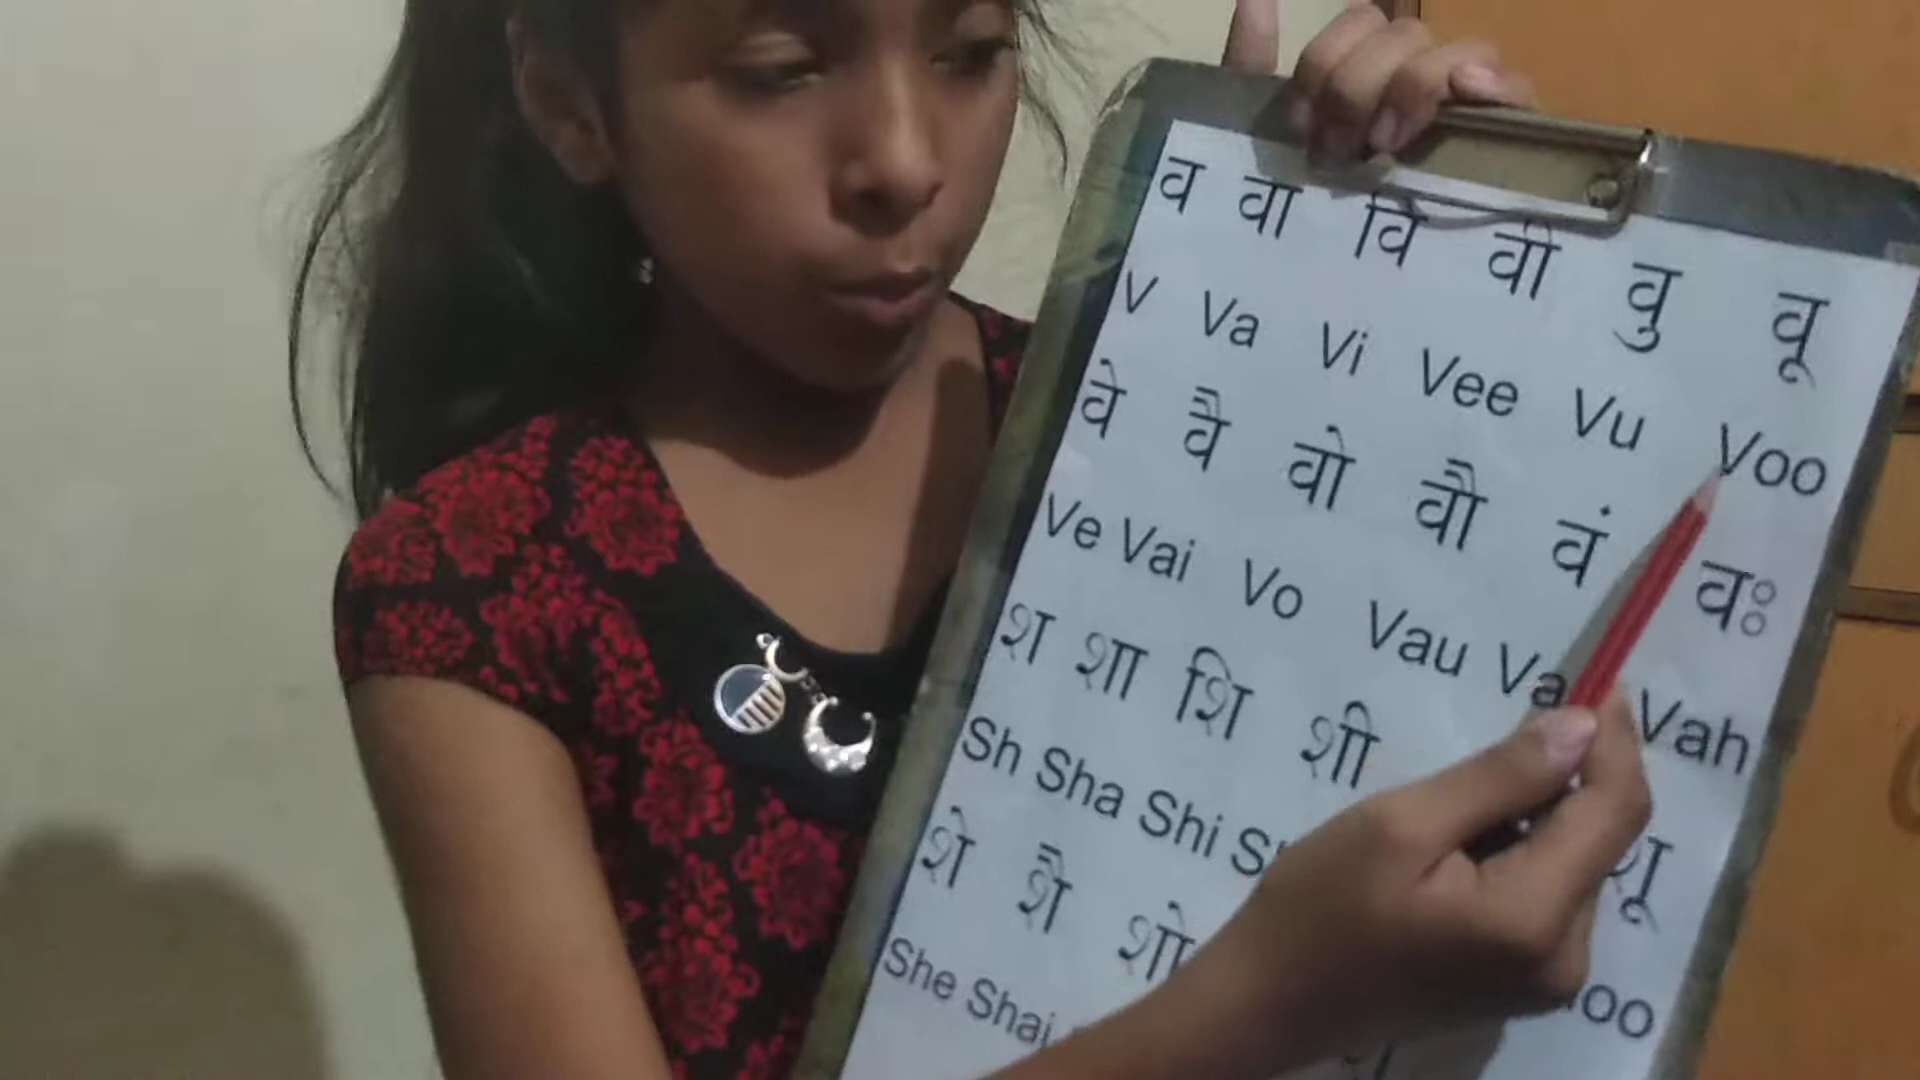 व वा वि वी वु वू
V Va Vi Vee Vu Voo
वे वै वो वौ वं वः
Ve Vai Vo Vau Va Vah
श शा शि शी शू
Sh Sha Shi
शे शै शो
She Shai